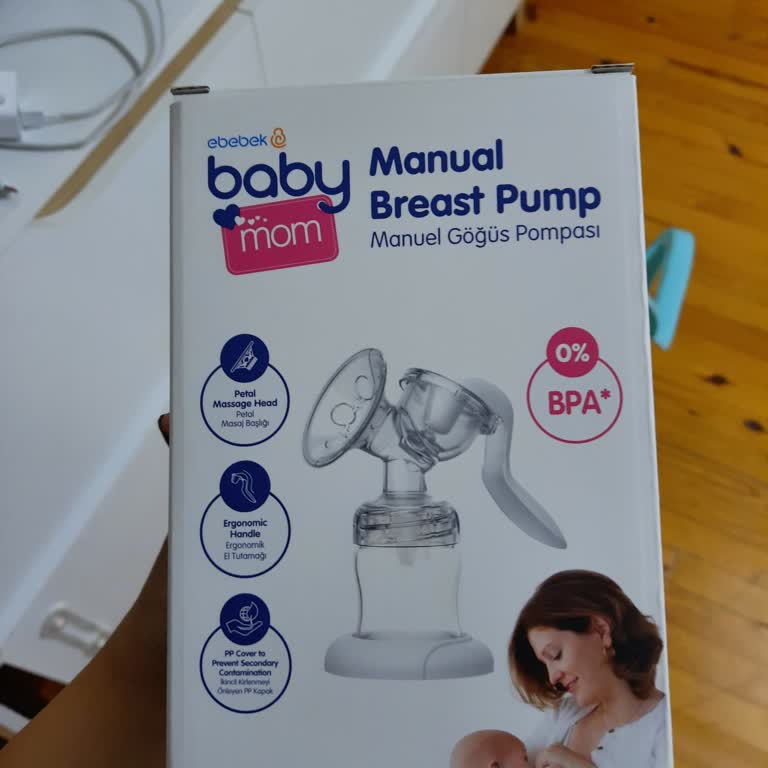 ebebek
baby
mom
Manual
Breast Pump
Manuel Göğüs Pompası
Petal
Massage Head
Petal
Masaj Başlığı
Ergonomic
Handle
Ergonomik
El Tutamağı
PP Cover to
Prevent Secondary
Contamination
İkincil Kirlenmeyi
Önleyen PP Kapak
0%
BPA*